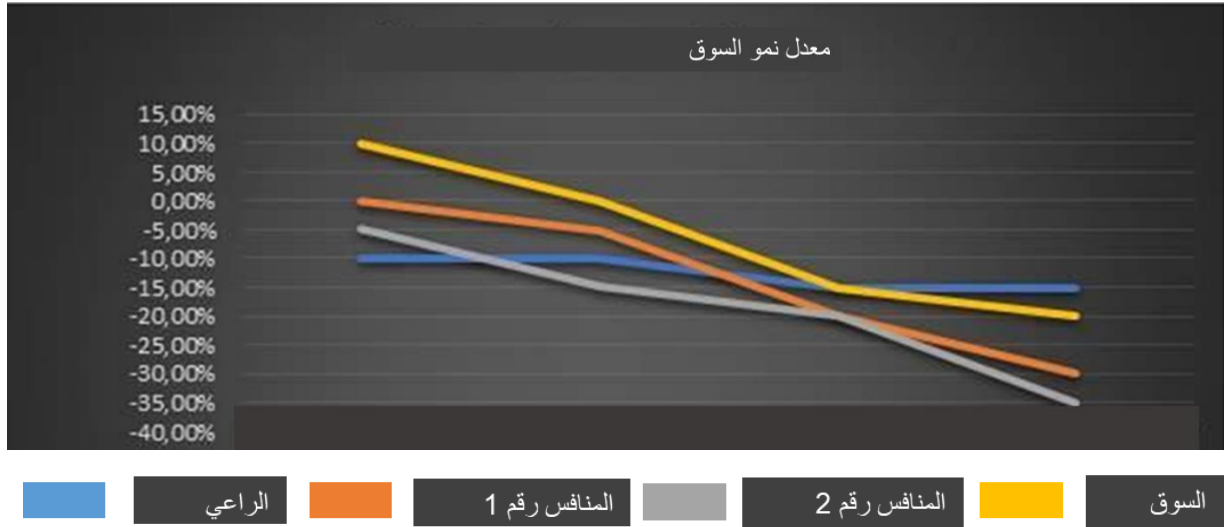 معدل نمو السوق
15,00%
10,00%
5,00%
0,00%
-5,00%
-10,00%
-15,00%
-20,00%
-25,00%
-30,00%
-35,00%
-40,00%
الراعي
المنافس رقم 1
المنافس رقم 2
السوق